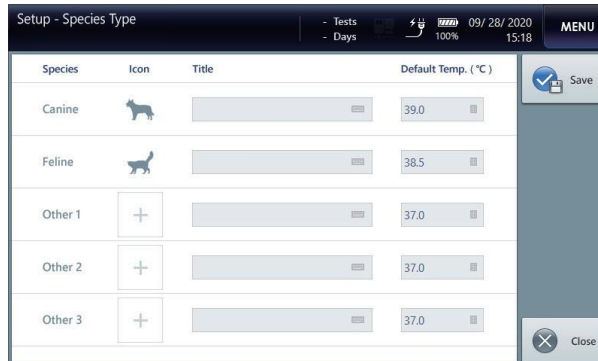 Setup - Species Type
- Tests
- Days
100%
09/ 28/ 2020
15:18
MENU
Species Icon Title Default Temp. ( °C )
Canine 39.0
Feline 38.5
Other 1 + 37.0
Other 2 + 37.0
Other 3 + 37.0
Save
Close